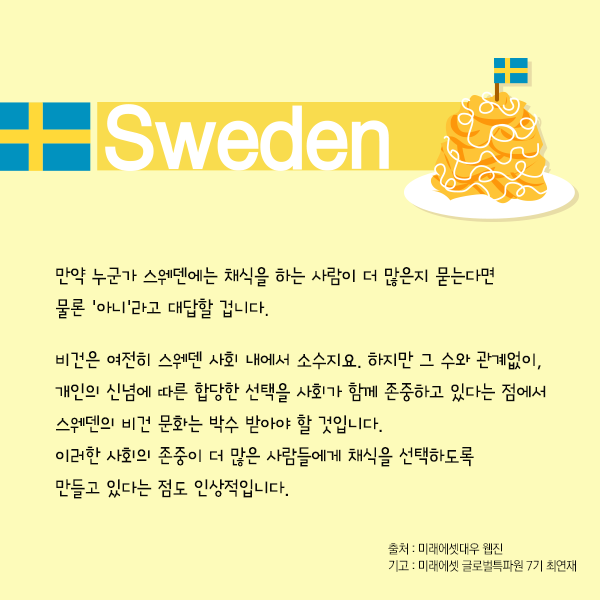 Sweden
만약 누군가 스웨덴에는 채식을 하는 사람이 더 많은지 묻는다면
물론 '아니'라고 대답할 겁니다.
비건은 여전히 스웨덴 사회 내에서 소수지요. 하지만 그 수와 관계없이,
개인의 신념에 따른 합당한 선택을 사회가 함께 존중하고 있다는 점에서
스웨덴의 비건 문화는 박수 받아야 할 것입니다.
이러한 사회의 존중이 더 많은 사람들에게 채식을 선택하도록
만들고 있다는 점도 인상적입니다.
출처 : 미래에셋대우 웹진
기고 : 미래에셋 글로벌특파원 7기 최연재